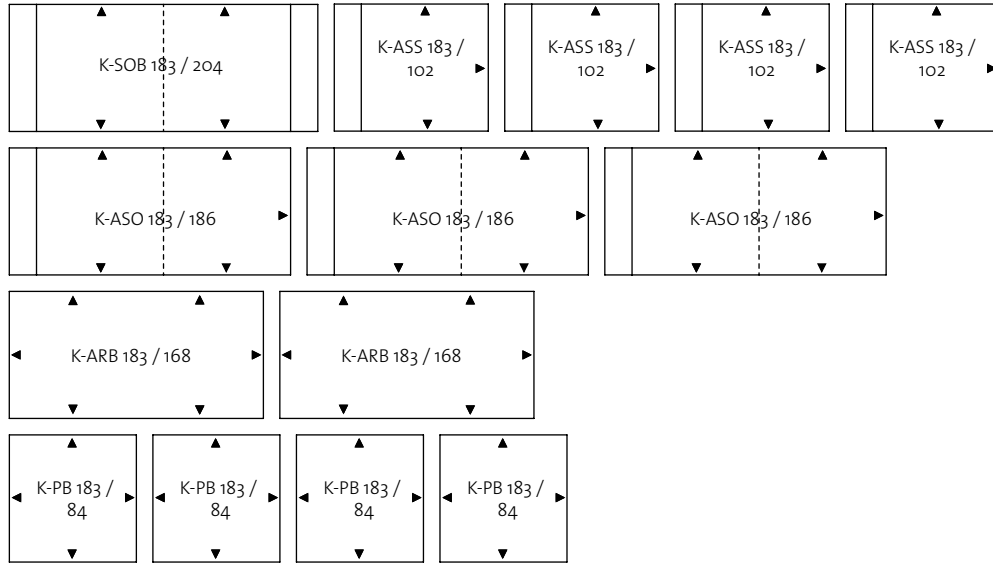 K-SOB 183 / 204
K-ASS 183 /
102
K-ASS 183 /
102
K-ASS 183 /
102
K-ASS 183 /
102
K-ASO 183 / 186
K-ASO 183 / 186
K-ASO 183 / 186
K-ARB 183 / 168
K-ARB 183 / 168
K-PB 183 /
84
K-PB 183 /
84
K-PB 183 /
84
K-PB 183 /
84